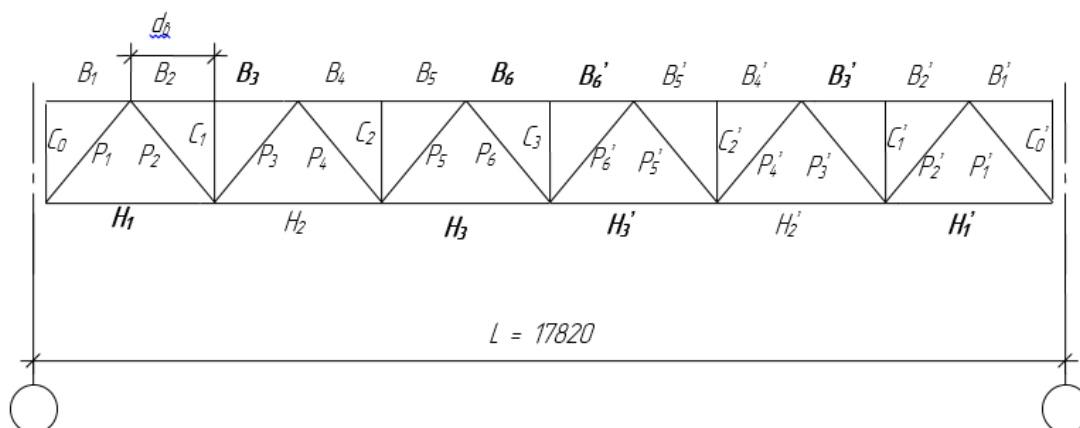 dв
B₁ B₂ B₃ B₄ B₅ B₆ B₆' B₅' B₄' B₃' B₂' B₁'
C₀ P₁ P₂ C₁ P₃ P₄ C₂ P₅ P₆ C₃ P₆' P₅' C₂' P₄' P₃' C₁' P₂' P₁' C₀'
H₁ H₂ H₃ H₃' H₂' H₁'
L = 17820